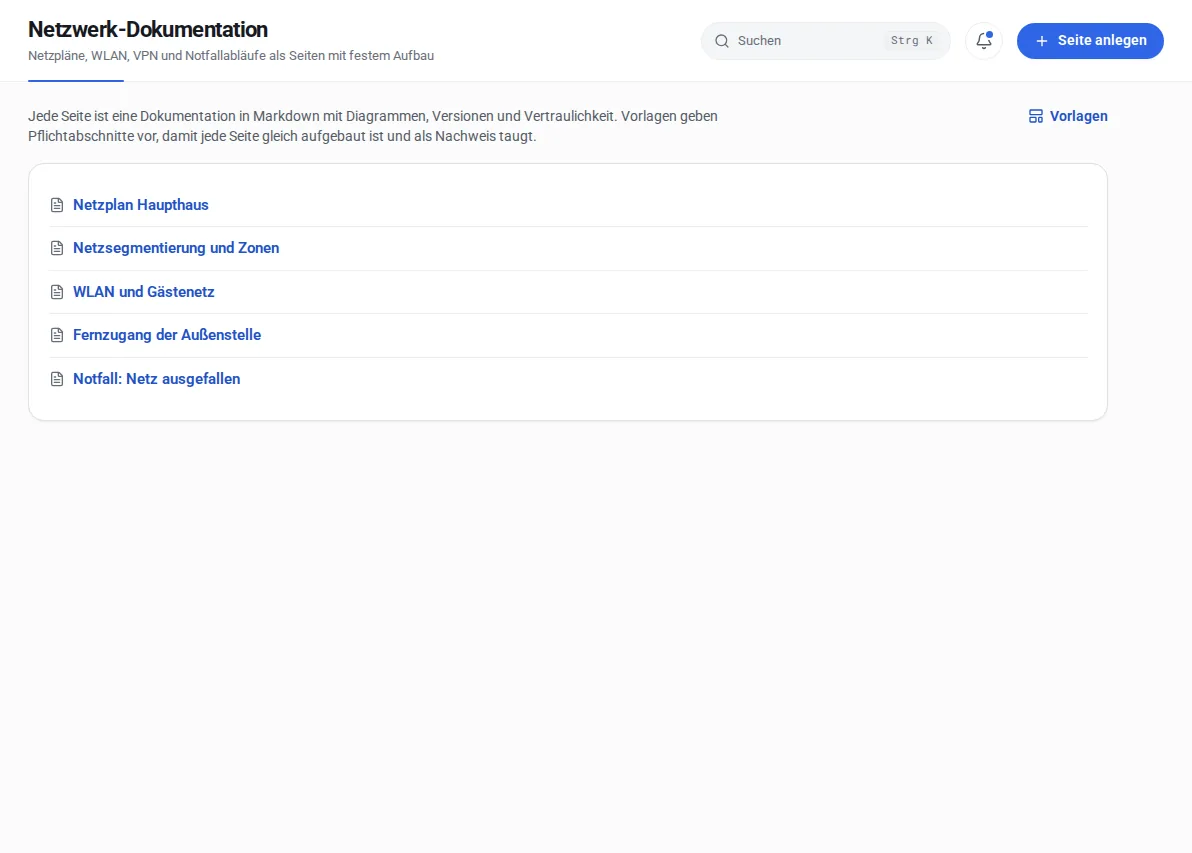 Netzwerk-Dokumentation
Netzpläne, WLAN, VPN und Notfallabläufe als Seiten mit festem Aufbau
Suchen
Strg K
Seite anlegen
Jede Seite ist eine Dokumentation in Markdown mit Diagrammen, Versionen und Vertraulichkeit. Vorlagen geben
Pflichtabschnitte vor, damit jede Seite gleich aufgebaut ist und als Nachweis taugt.
Vorlagen
Netzplan Haupthaus
Netzsegmentierung und Zonen
WLAN und Gästenetz
Fernzugang der Außenstelle
Notfall: Netz ausgefallen